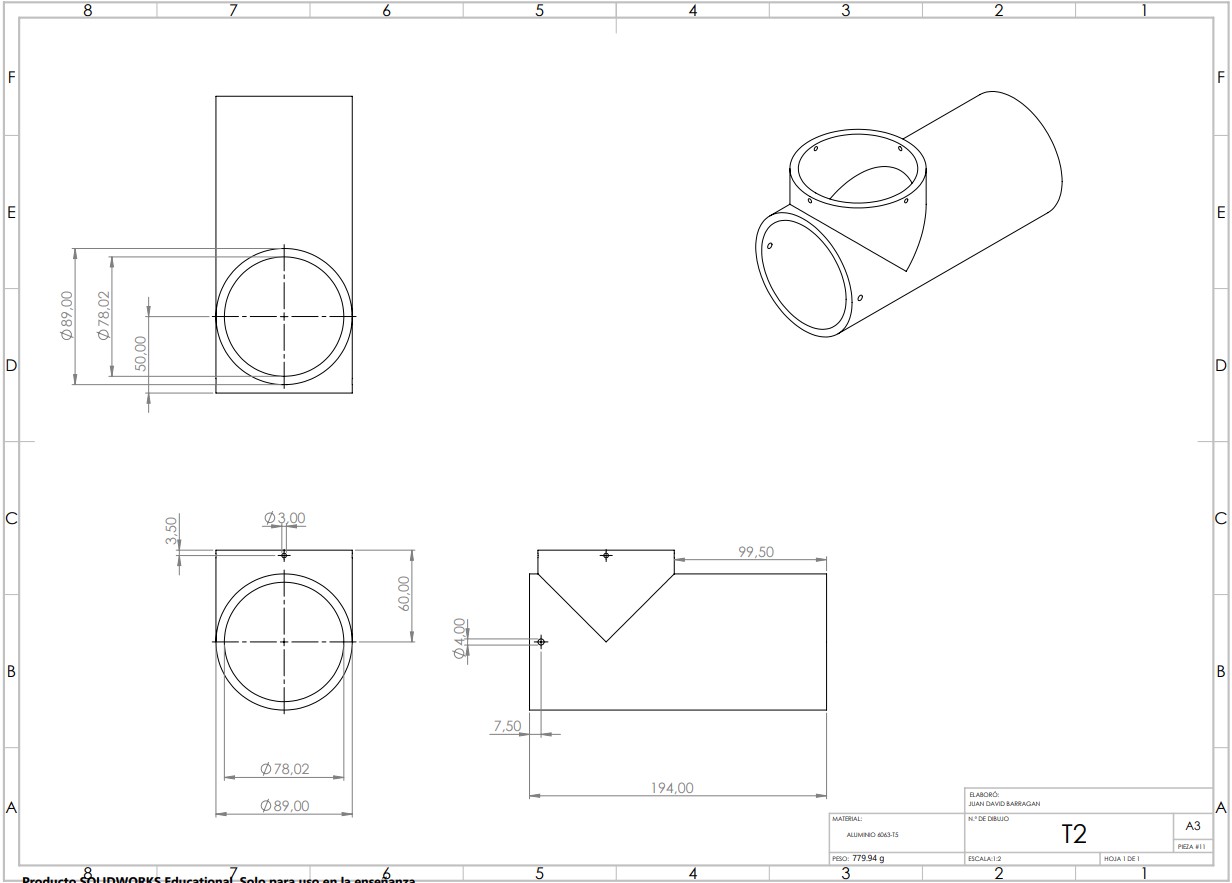 8 7 6 5 4 3 2 1
F F
E E
D D
C C
B B
A A
Ø89,00
Ø78,02
50,00
3,50
Ø3,00
60,00
Ø78,02
Ø89,00
99,50
Ø4,00
7,50
194,00
ELABORÓ:
JUAN DAVID BARRAGAN
MATERIAL:
ALUMINIO 6063-T5
N.º DE DIBUJO
T2
A3
PIEZA #11
PESO: 779.94 g
ESCALA:1:2
HOJA 1 DE 1
8 7 6 5 4 3 2 1
Producto SOLIDWORKS Educational. Solo para uso en la enseñanza.